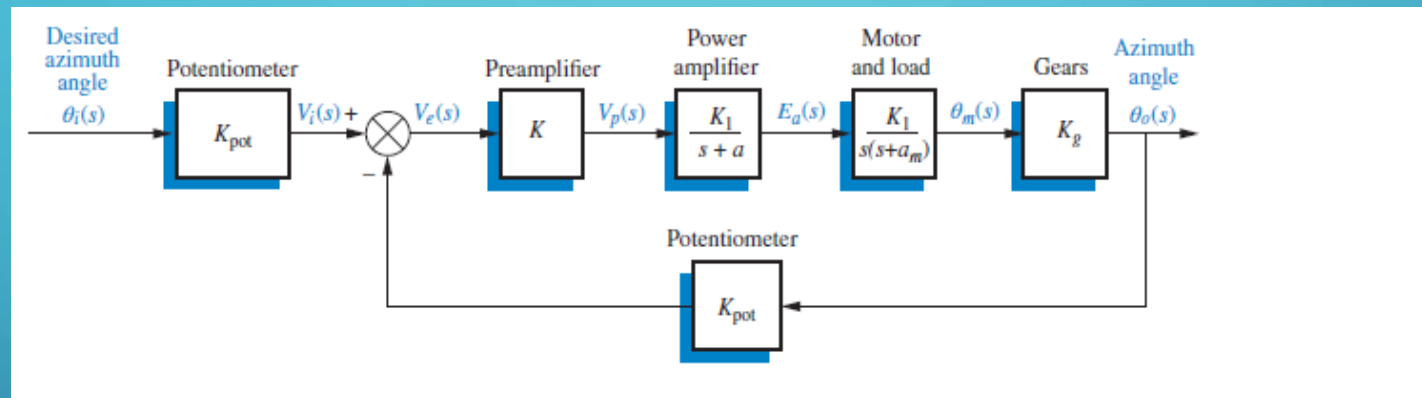 Desired
azimuth
angle
θi(s)
Potentiometer
Kpot
Vi(s) +
−
Ve(s)
Preamplifier
K
Vp(s)
Power
amplifier
K1
s + a
Ea(s)
Motor
and load
K1
s(s+am)
θm(s)
Gears
Kg
Azimuth
angle
θo(s)
Potentiometer
Kpot